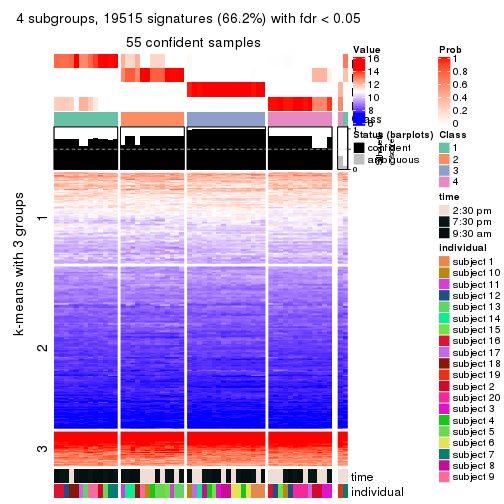 4 subgroups, 19515 signatures (66.2%) with fdr < 0.05
55 confident samples
k-means with 3 groups
1
2
3
Value
16
14
12
10
8
6
Class
Status (barplots)
confident
ambiguous
1
0
Prob
1
0.8
0.6
0.4
0.2
0
Class
1
2
3
4
time
2:30 pm
7:30 pm
9:30 am
individual
subject 1
subject 10
subject 11
subject 12
subject 13
subject 14
subject 15
subject 16
subject 17
subject 18
subject 19
subject 2
subject 20
subject 3
subject 4
subject 5
subject 6
subject 7
subject 8
subject 9
time
individual